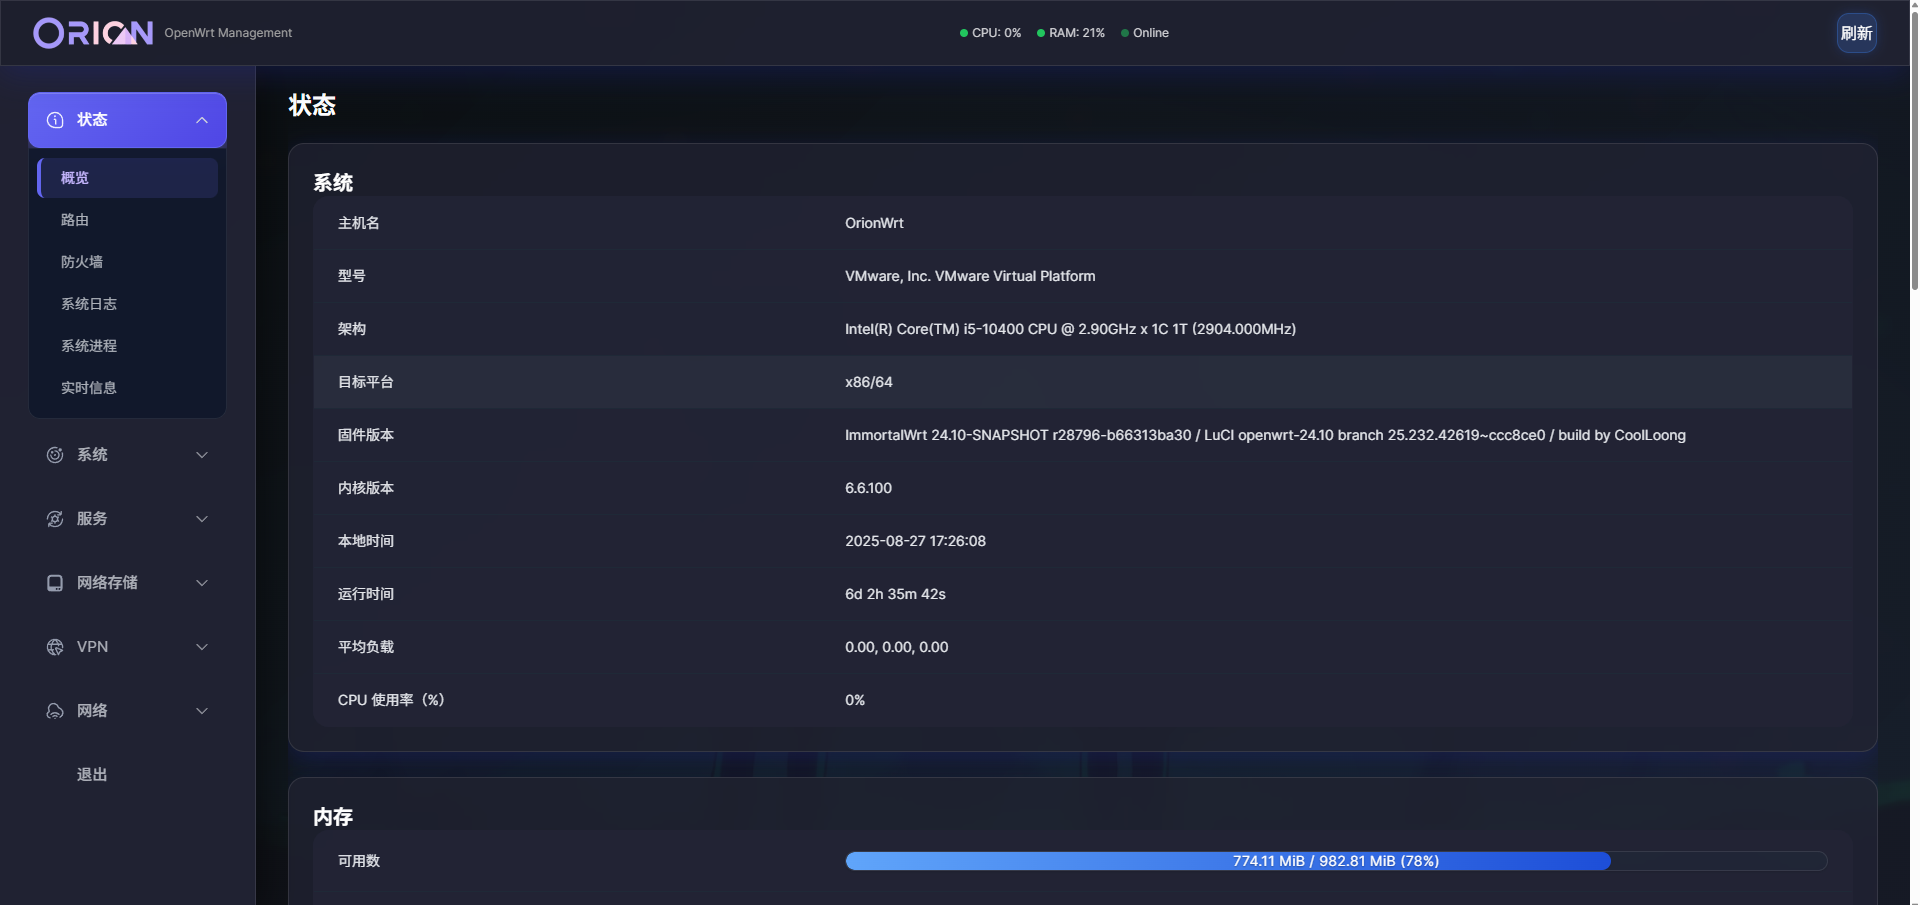 ORION OpenWrt Management
CPU: 0% RAM: 21% Online
刷新
状态
概览
路由
防火墙
系统日志
系统进程
实时信息
系统
服务
网络存储
VPN
网络
退出
状态
系统
主机名 OrionWrt
型号 VMware, Inc. VMware Virtual Platform
架构 Intel(R) Core(TM) i5-10400 CPU @ 2.90GHz x 1C 1T (2904.000MHz)
目标平台 x86/64
固件版本 ImmortalWrt 24.10-SNAPSHOT r28796-b66313ba30 / LuCI openwrt-24.10 branch 25.232.42619~ccc8ce0 / build by CoolLoong
内核版本 6.6.100
本地时间 2025-08-27 17:26:08
运行时间 6d 2h 35m 42s
平均负载 0.00, 0.00, 0.00
CPU 使用率（%） 0%
内存
可用数 774.11 MiB / 982.81 MiB (78%)